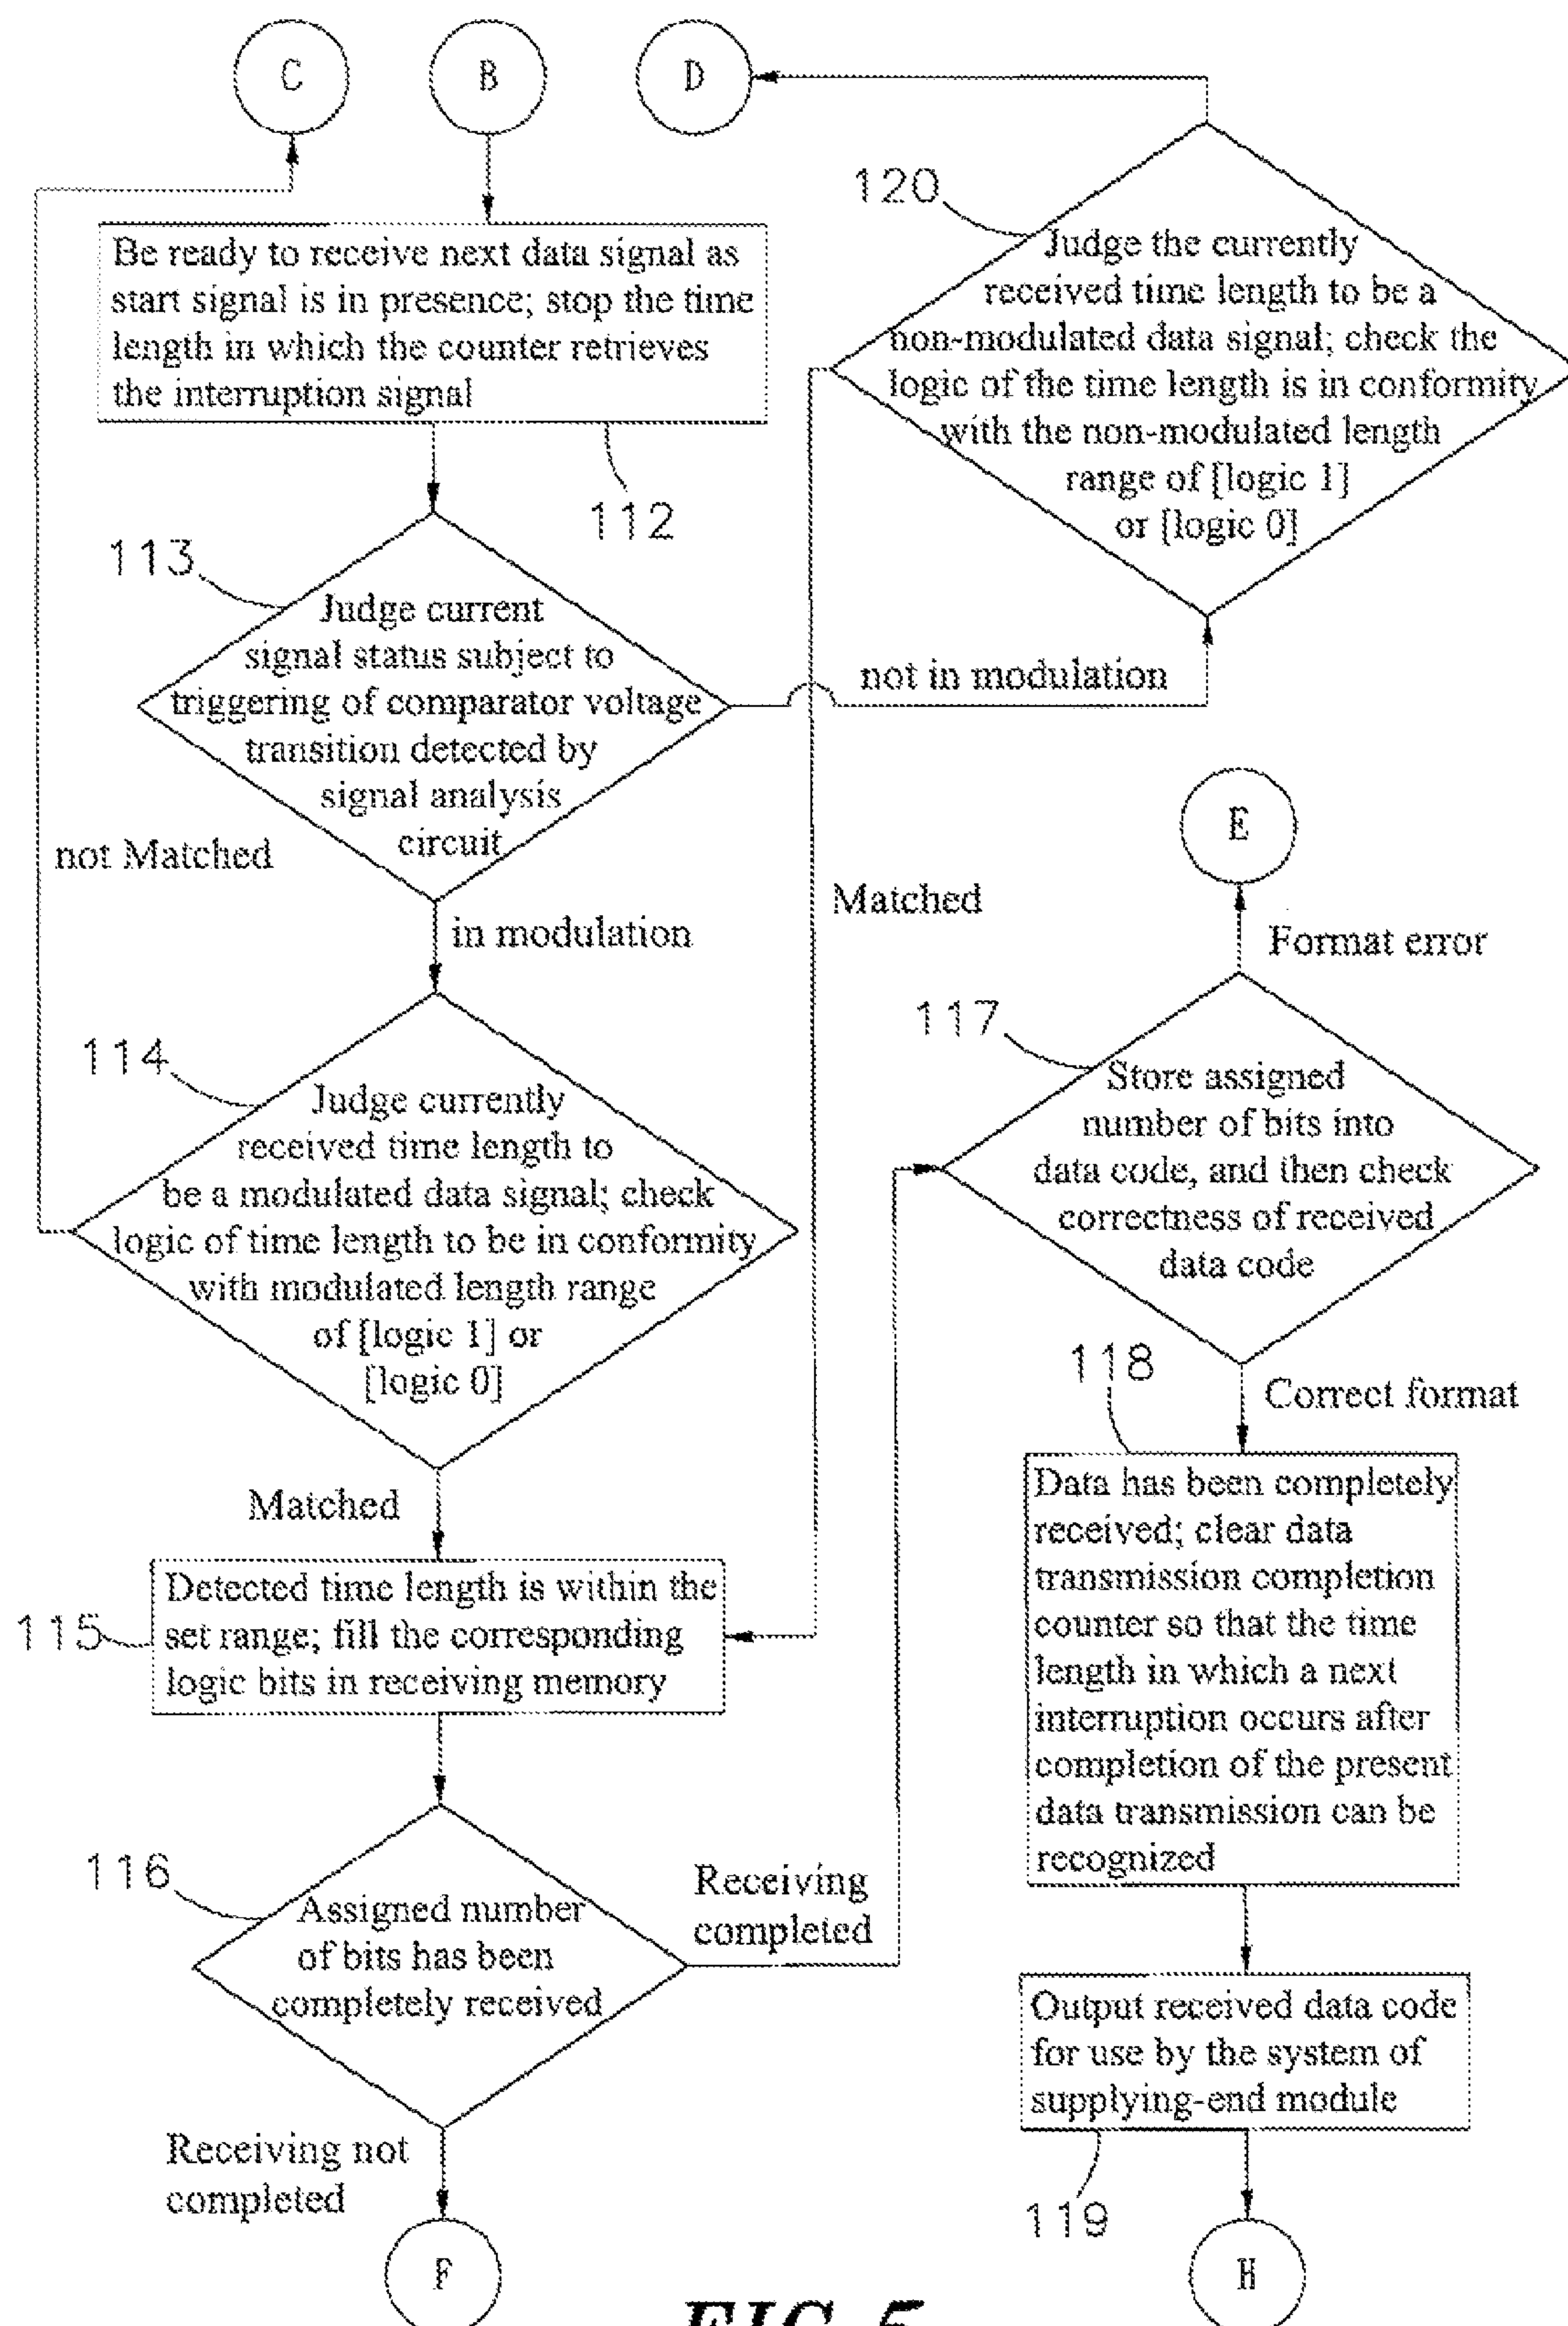 C
B
D
Be ready to receive next data signal as
start signal is in presence; stop the time
length in which the counter retrieves
the interruption signal
112
120
Judge the currently
received time length to be a
non-modulated data signal; check the
logic of the time length is in conformity
with the non-modulated length
range of [logic 1]
or [logic 0]
113
Judge current
signal status subject to
triggering of comparator voltage
transition detected by
signal analysis
circuit
not in modulation
not Matched
in modulation
Matched
E
Format error
114
Judge currently
received time length to
be a modulated data signal; check
logic of time length to be in conformity
with modulated length range
of [logic 1] or
[logic 0]
117
Store assigned
number of bits into
data code, and then check
correctness of received
data code
118
Correct format
Matched
115
Detected time length is within the
set range; fill the corresponding
logic bits in receiving memory
Data has been completely
received; clear data
transmission completion
counter so that the time
length in which a next
interruption occurs after
completion of the present
data transmission can be
recognized
116
Assigned number
of bits has been
completely received
Receiving
completed
Output received data code
for use by the system of
supplying-end module
119
Receiving not
completed
F
H
FIG. 5